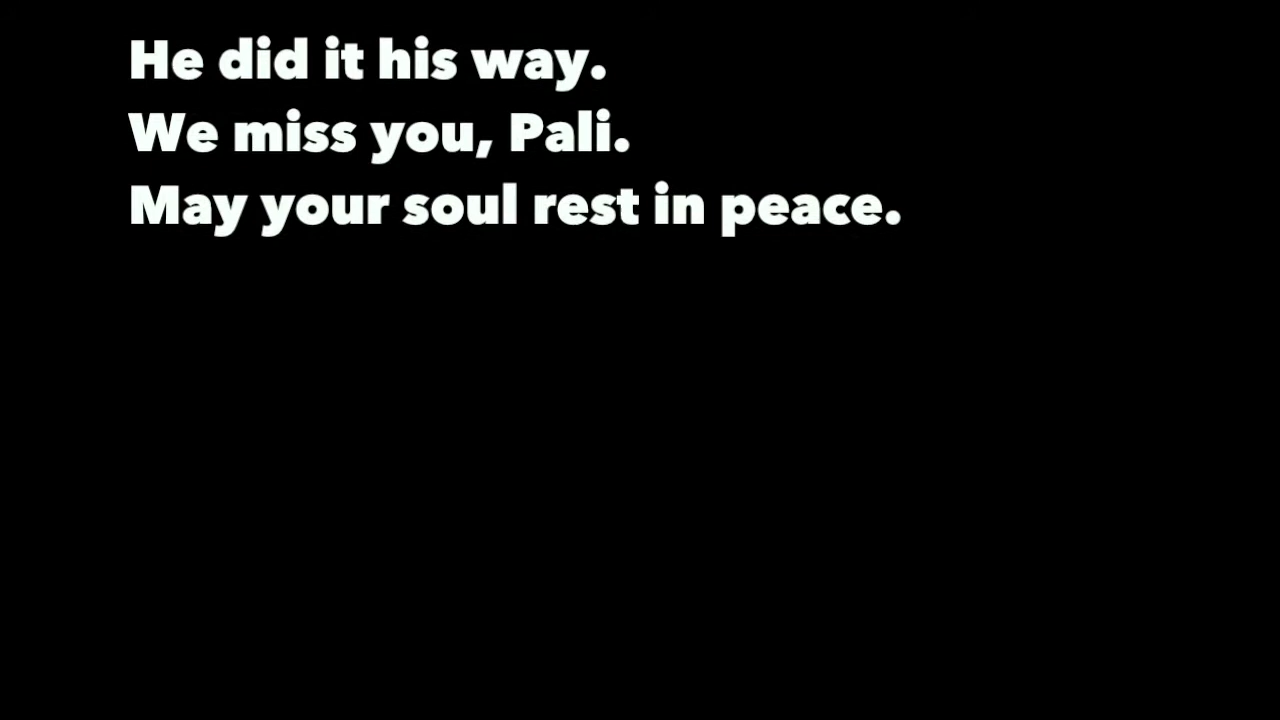 He did it his way.
We miss you, Pali.
May your soul rest in peace.